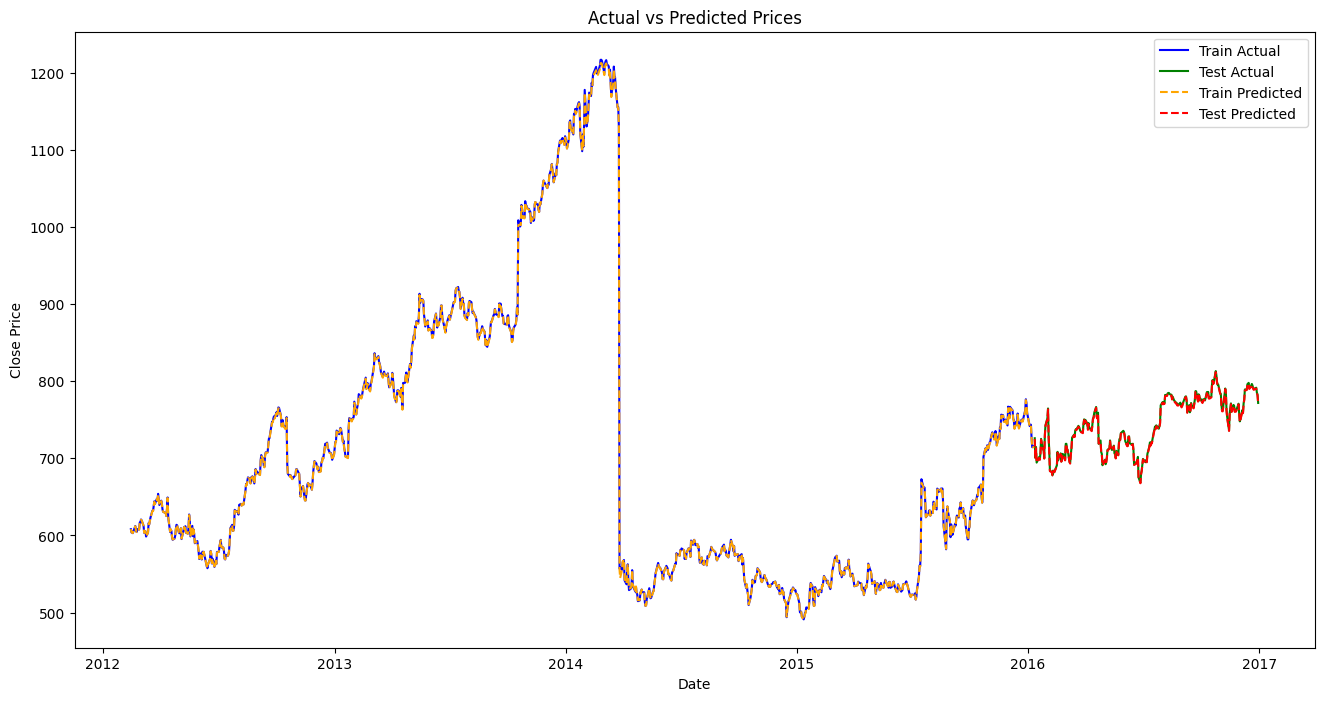 Actual vs Predicted Prices
Train Actual
Test Actual
Train Predicted
Test Predicted
Close Price
1200
1100
1000
900
800
700
600
500
2012
2013
2014
2015
2016
2017
Date